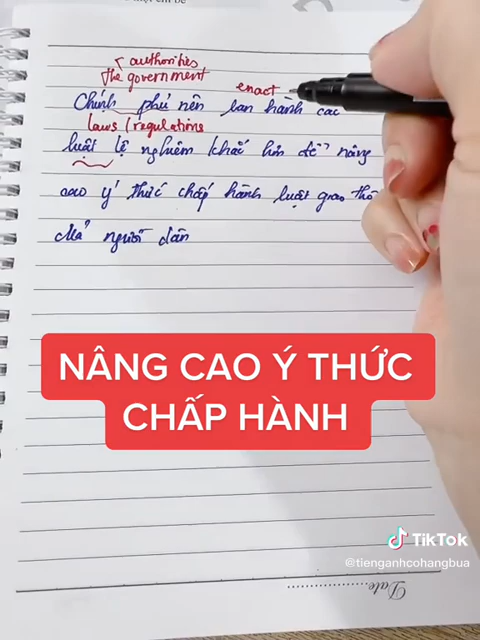 authorities
the government
enact
Chính phủ nên ban hành các
laws / regulations
luật lệ nghiêm khắc hơn để nâng
cao ý thức chấp hành luật giao thô
của người dân
NÂNG CAO Ý THỨC
CHẤP HÀNH
TikTok
@tienganhcohangbua
Date